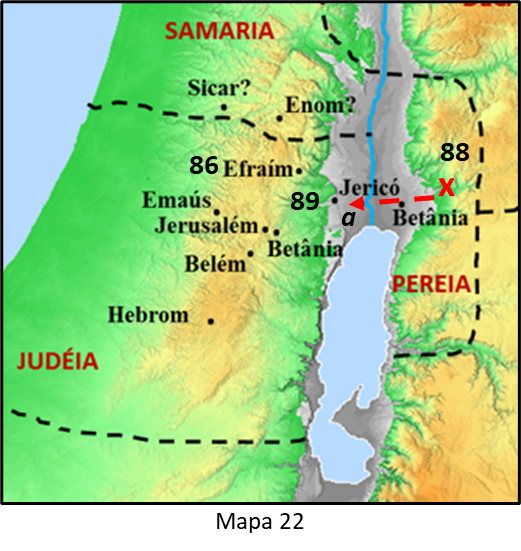 SAMARIA
Sicar?
Enom?
88
86
Efraím
X
Jericó
89
Emaús
a
Betânia
Jerusalém
Betânia
Belém
PEREIA
Hebrom
JUDÉIA
Mapa 22